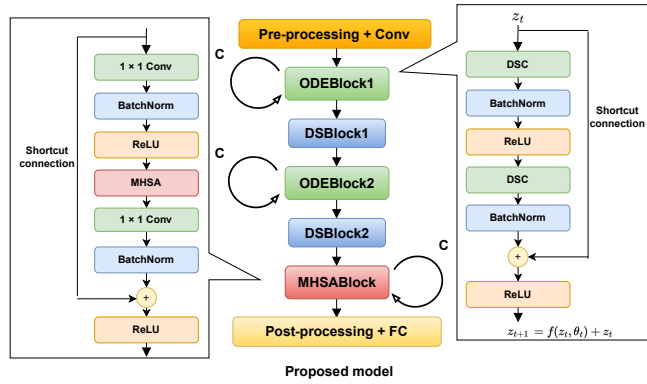 1 × 1 Conv
BatchNorm
ReLU
Shortcut
connection
MHSA
1 × 1 Conv
BatchNorm
+
ReLU
Pre-processing + Conv
C
ODEBlock1
DSBlock1
C
ODEBlock2
DSBlock2
C
MHSABlock
Post-processing + FC
z_t
DSC
BatchNorm
Shortcut
connection
ReLU
DSC
BatchNorm
+
ReLU
z_{t+1} = f(z_t, θ_t) + z_t
Proposed model